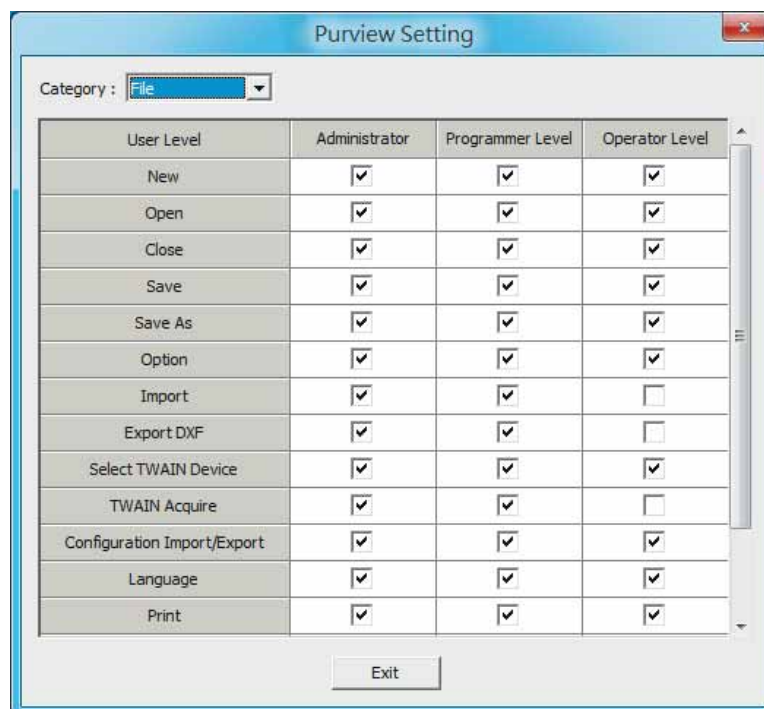 Purview Setting
Category : File
User Level Administrator Programmer Level Operator Level
New
Open
Close
Save
Save As
Option
Import
Export DXF
Select TWAIN Device
TWAIN Acquire
Configuration Import/Export
Language
Print
Exit